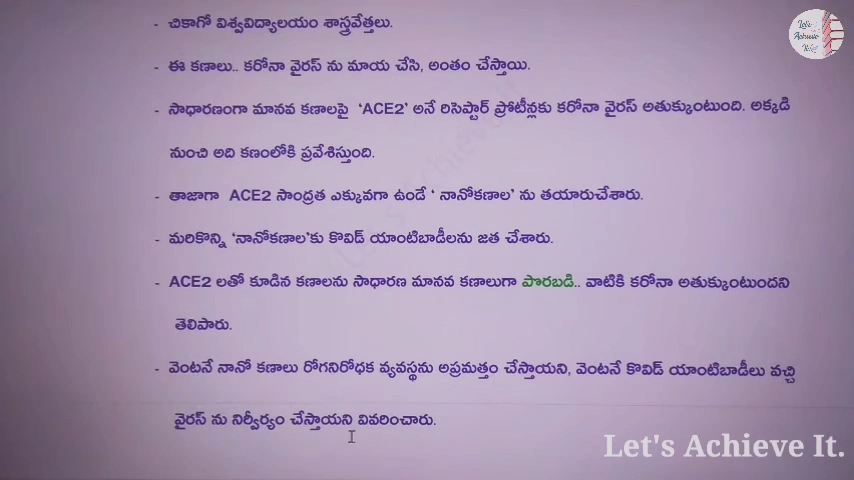 - చికాగో విశ్వవిద్యాలయం శాస్త్రవేత్తలు.
- ఈ కణాలు.. కరోనా వైరస్ ను మాయ చేసి, అంతం చేస్తాయి.
- సాధారణంగా మానవ కణాలపై 'ACE2' అనే రిసెప్టార్ ప్రోటీన్లకు కరోనా వైరస్ అతుక్కుంటుంది. అక్కడి
నుంచి అది కణంలోకి ప్రవేశిస్తుంది.
- తాజాగా ACE2 సాంద్రత ఎక్కువగా ఉండే ' నానోకణాల' ను తయారుచేశారు.
- మరికొన్ని 'నానోకణాల'కు కొవిడ్ యాంటిబాడీలను జత చేశారు.
- ACE2 లతో కూడిన కణాలను సాధారణ మానవ కణాలుగా పొరబడి.. వాటికి కరోనా అతుక్కుంటుందని
తెలిపారు.
- వెంటనే నానో కణాలు రోగనిరోధక వ్యవస్థను అప్రమత్తం చేస్తాయని, వెంటనే కొవిడ్ యాంటిబాడీలు వచ్చి
వైరస్ ను నిర్వీర్యం చేస్తాయని వివరించారు.
Let's Achieve It.
Let's
Achieve
It